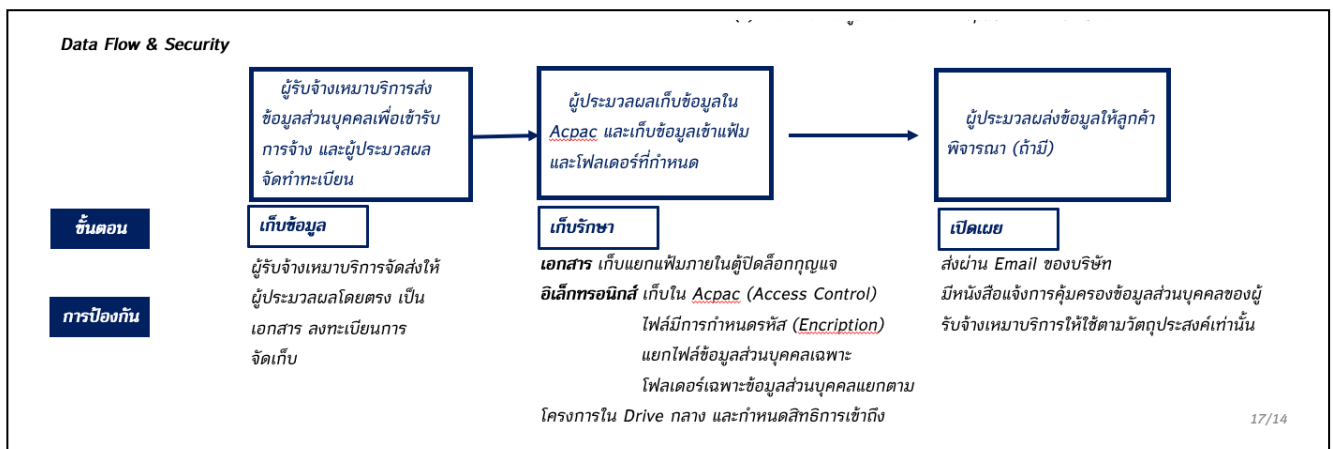 Data Flow & Security
ผู้รับจ้างเหมาบริการส่ง
ข้อมูลส่วนบุคคลเพื่อเข้ารับ
การจ้าง และผู้ประมวลผล
จัดทำทะเบียน
ผู้ประมวลผลเก็บข้อมูลใน
Acpac และเก็บข้อมูลเข้าแฟ้ม
และโฟลเดอร์ที่กำหนด
ผู้ประมวลผล่งข้อมูลให้ลูกค้า
พิจารณา (ถ้ามี)
ขั้นตอน
เก็บข้อมูล
เก็บรักษา
เปิดเผย
การป้องกัน
ผู้รับจ้างเหมาบริการจัดส่งให้
ผู้ประมวลผลโดยตรง เป็น
เอกสาร ลงทะเบียนการ
จัดเก็บ
เอกสาร เก็บแยกแฟ้มภายในตู้ปิดล็อกกุญแจ
อิเล็กทรอนิกส์ เก็บใน Acpac (Access Control)
ไฟล์มีการกำหนดรหัส (Encription)
แยกไฟล์ข้อมูลส่วนบุคคลเฉพาะ
โฟลเดอร์เฉพาะข้อมูลส่วนบุคคลแยกตาม
โครงการใน Drive กลาง และกำหนดสิทธิการเข้าถึง
ส่งผ่าน Email ของบริษัท
มีหนังสือแจ้งการคุ้มครองข้อมูลส่วนบุคคลของผู้
รับจ้างเหมาบริการให้ใช้ตามวัตถุประสงค์เท่านั้น
17/14